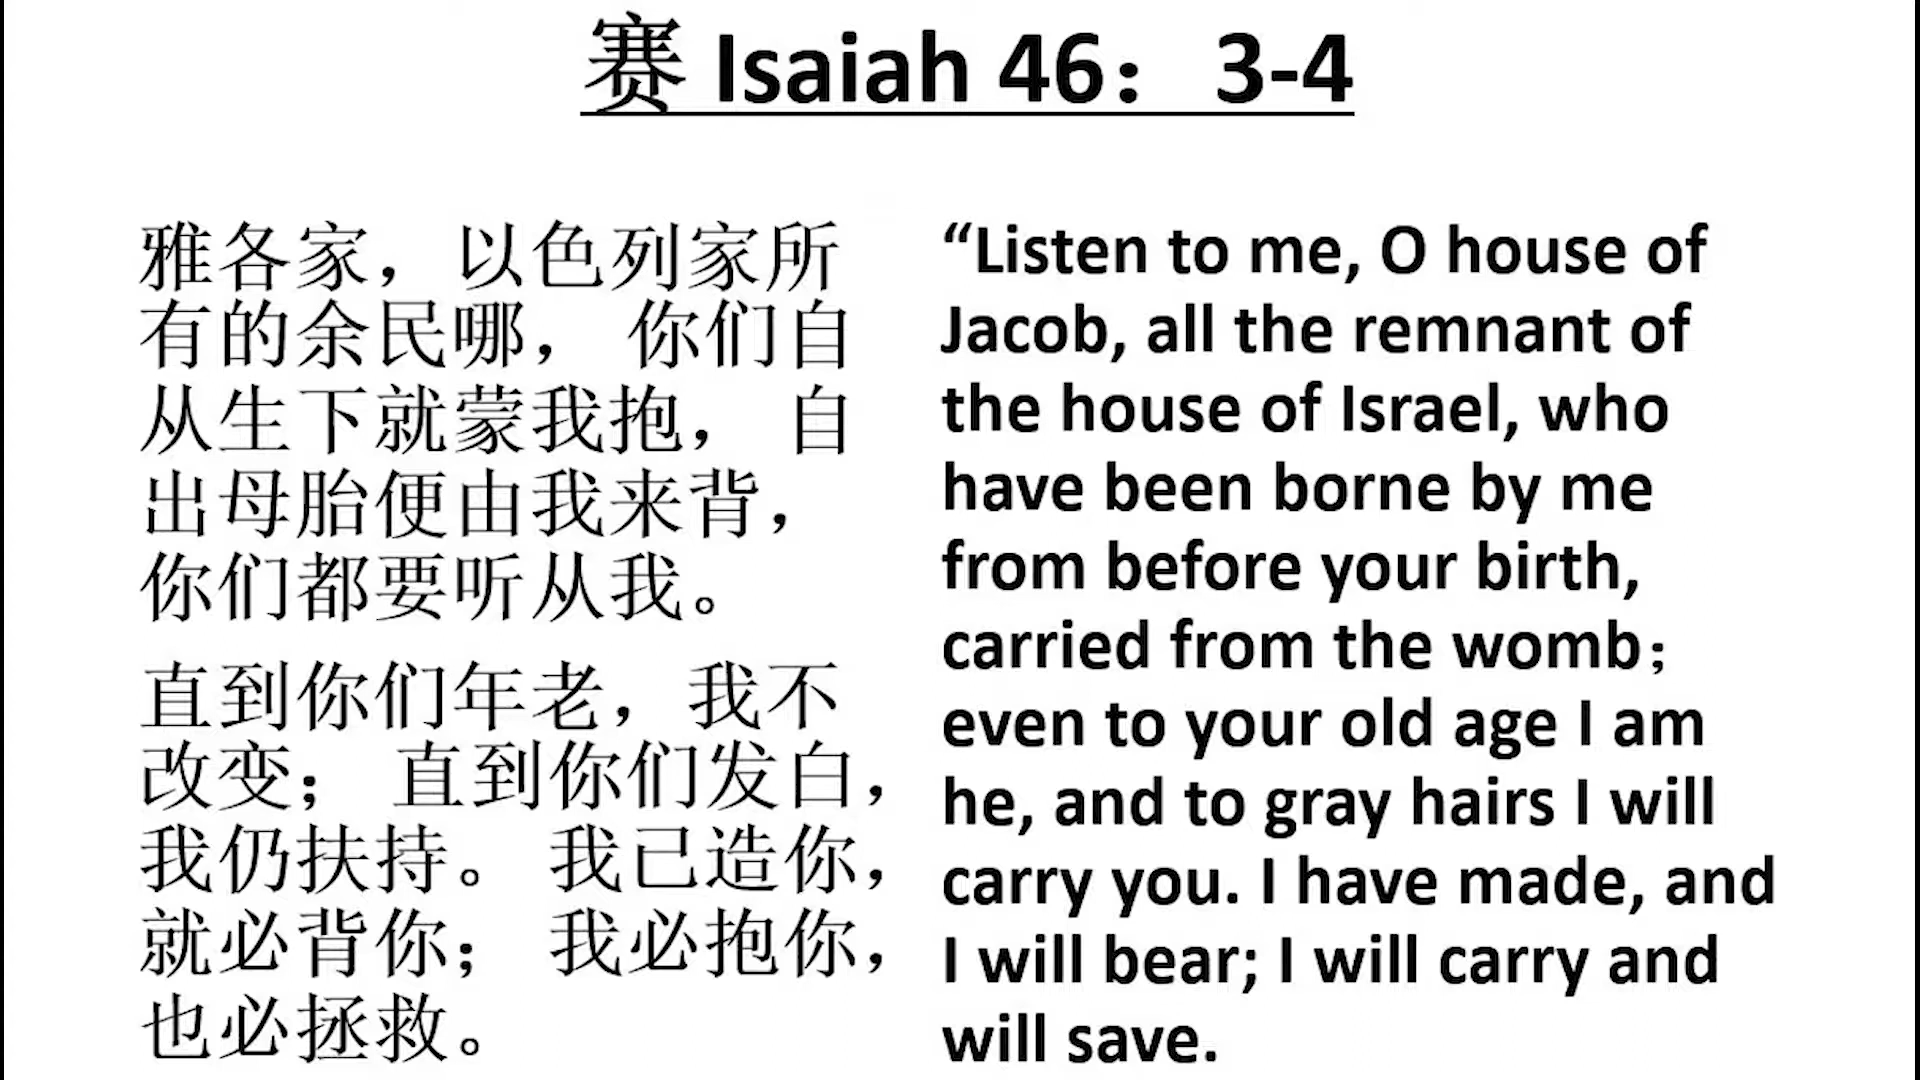 赛 Isaiah 46： 3-4
雅各家，以色列家所
有的余民哪， 你们自
从生下就蒙我抱， 自
出母胎便由我来背，
你们都要听从我。
直到你们年老，我不
改变； 直到你们发白，
我仍扶持。 我已造你，
就必背你； 我必抱你，
也必拯救。
“Listen to me, O house of
Jacob, all the remnant of
the house of Israel, who
have been borne by me
from before your birth,
carried from the womb；
even to your old age I am
he, and to gray hairs I will
carry you. I have made, and
I will bear; I will carry and
will save.